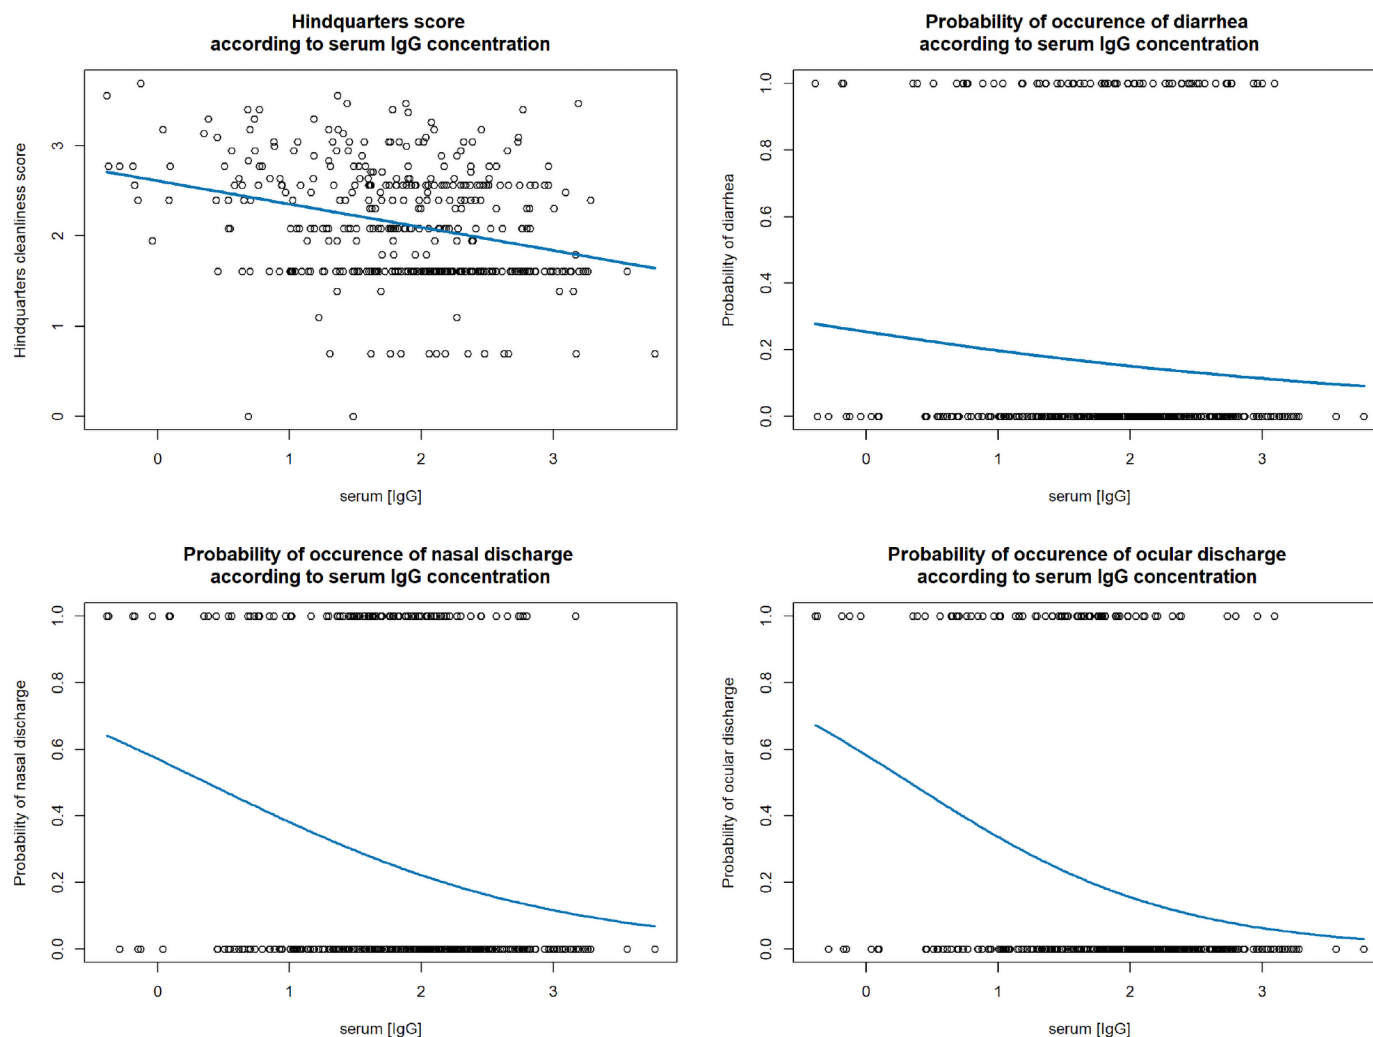 Hindquarters score
according to serum IgG concentration
Hindquarters cleanliness score
3
2
1
0
0 1 2 3
serum [IgG]
Probability of occurence of diarrhea
according to serum IgG concentration
Probability of diarrhea
1.0
0.8
0.6
0.4
0.2
0.0
0 1 2 3
serum [IgG]
Probability of occurence of nasal discharge
according to serum IgG concentration
Probability of nasal discharge
1.0
0.8
0.6
0.4
0.2
0.0
0 1 2 3
serum [IgG]
Probability of occurence of ocular discharge
according to serum IgG concentration
Probability of ocular discharge
1.0
0.8
0.6
0.4
0.2
0.0
0 1 2 3
serum [IgG]